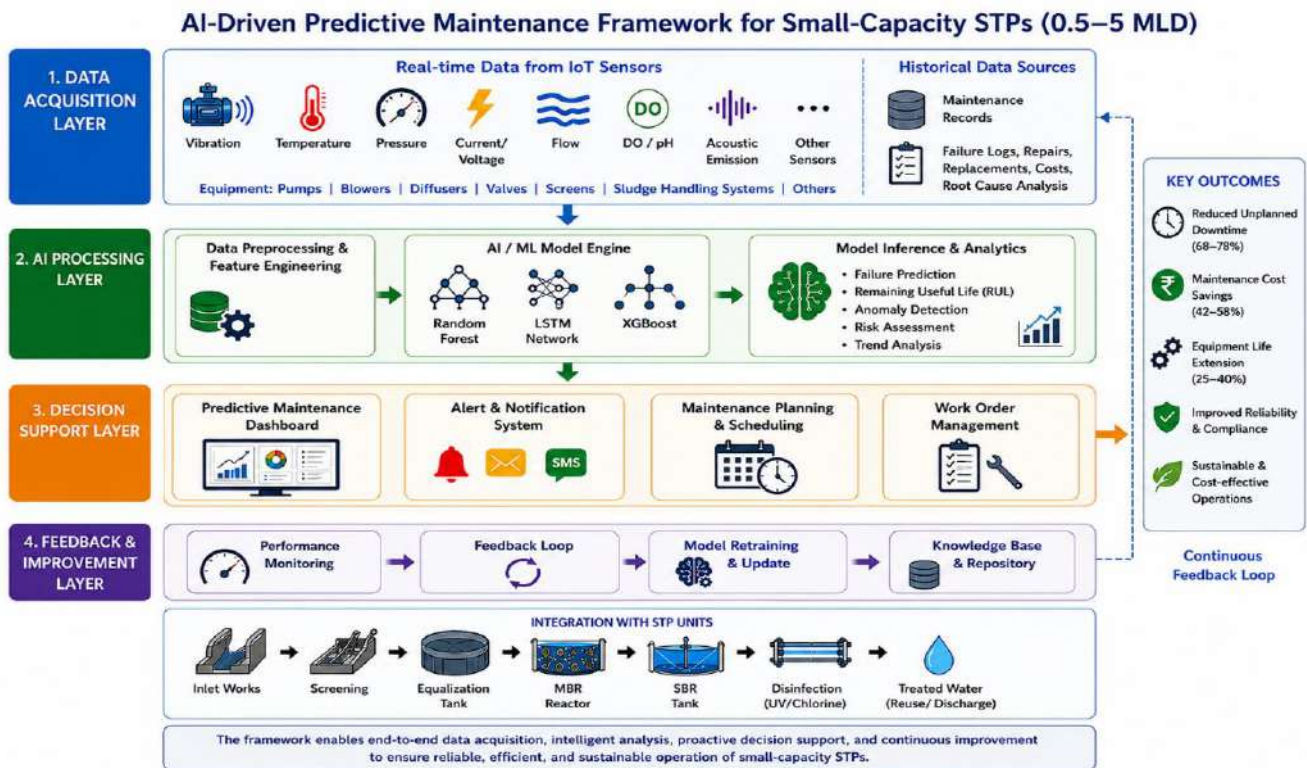 AI-Driven Predictive Maintenance Framework for Small-Capacity STPs (0.5–5 MLD)
1. DATA
ACQUISITION
LAYER
Real-time Data from IoT Sensors
Vibration
Temperature
Pressure
Current/
Voltage
Flow
DO
DO / pH
Acoustic
Emission
Other
Sensors
Equipment: Pumps | Blowers | Diffusers | Valves | Screens | Sludge Handling Systems | Others
Historical Data Sources
Maintenance
Records
Failure Logs, Repairs,
Replacements, Costs,
Root Cause Analysis
2. AI PROCESSING
LAYER
Data Preprocessing &
Feature Engineering
AI / ML Model Engine
Random
Forest
LSTM
Network
XGBoost
Model Inference & Analytics
• Failure Prediction
• Remaining Useful Life (RUL)
• Anomaly Detection
• Risk Assessment
• Trend Analysis
3. DECISION
SUPPORT LAYER
Predictive Maintenance
Dashboard
Alert & Notification
System
SMS
Maintenance Planning
& Scheduling
Work Order
Management
4. FEEDBACK &
IMPROVEMENT
LAYER
Performance
Monitoring
Feedback Loop
Model Retraining
& Update
Knowledge Base
& Repository
KEY OUTCOMES
Reduced Unplanned
Downtime
(68–78%)
₹
Maintenance Cost
Savings
(42–58%)
Equipment Life
Extension
(25–40%)
Improved Reliability
& Compliance
Sustainable &
Cost-effective
Operations
Continuous
Feedback Loop
INTEGRATION WITH STP UNITS
Inlet Works
Screening
Equalization
Tank
MBR
Reactor
SBR
Tank
Disinfection
(UV/Chlorine)
Treated Water
(Reuse/ Discharge)
The framework enables end-to-end data acquisition, intelligent analysis, proactive decision support, and continuous improvement
to ensure reliable, efficient, and sustainable operation of small-capacity STPs.